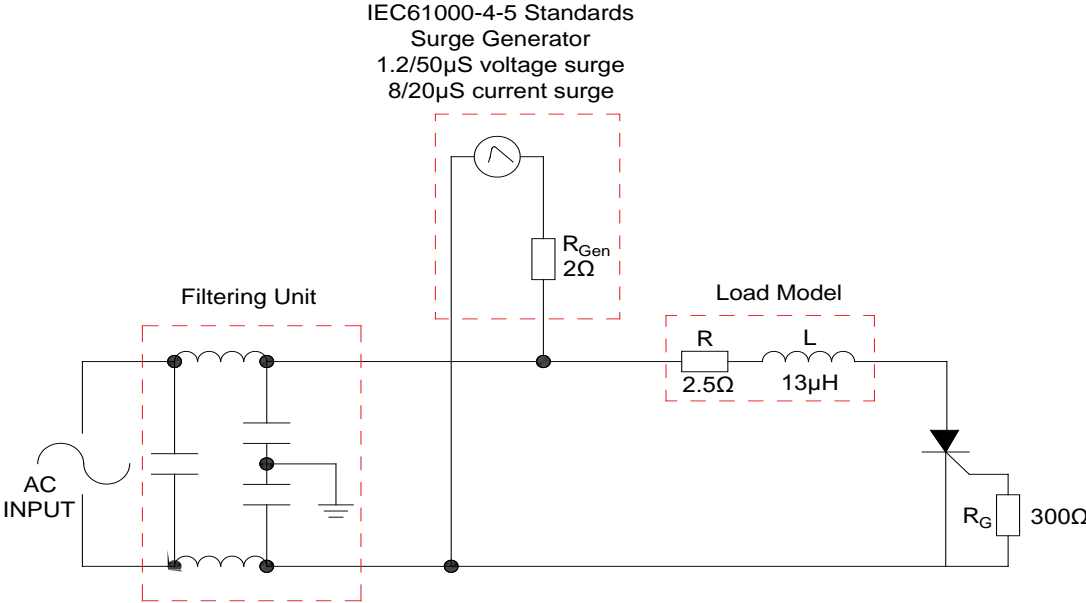 IEC61000-4-5 Standards
Surge Generator
1.2/50µS voltage surge
8/20µS current surge
RGen
2Ω
Filtering Unit
Load Model
R
L
2.5Ω
13µH
AC
INPUT
RG
300Ω